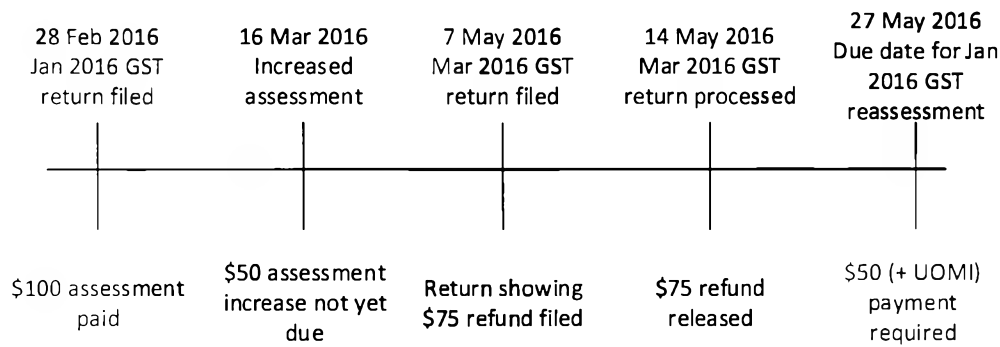 28 Feb 2016
Jan 2016 GST
return filed
16 Mar 2016
Increased
assessment
7 May 2016
Mar 2016 GST
return filed
14 May 2016
Mar 2016 GST
return processed
27 May 2016
Due date for Jan
2016 GST
reassessment
$100 assessment
paid
$50 assessment
increase not yet
due
Return showing
$75 refund filed
$75 refund
released
$50 (+ UOMI)
payment
required